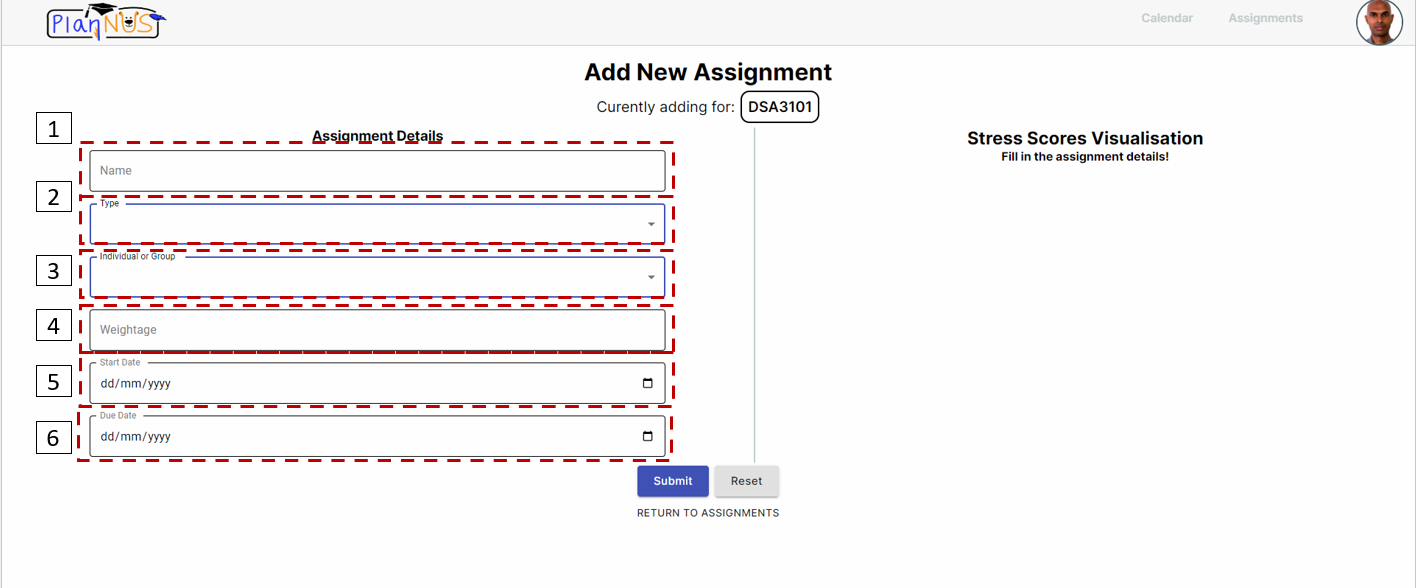 PlanNUS
Calendar
Assignments
Add New Assignment
Curently adding for: DSA3101
1
Assignment Details
Name
2
Type
3
Individual or Group
4
Weightage
5
Start Date
dd/mm/yyyy
6
Due Date
dd/mm/yyyy
Stress Scores Visualisation
Fill in the assignment details!
Submit
Reset
RETURN TO ASSIGNMENTS